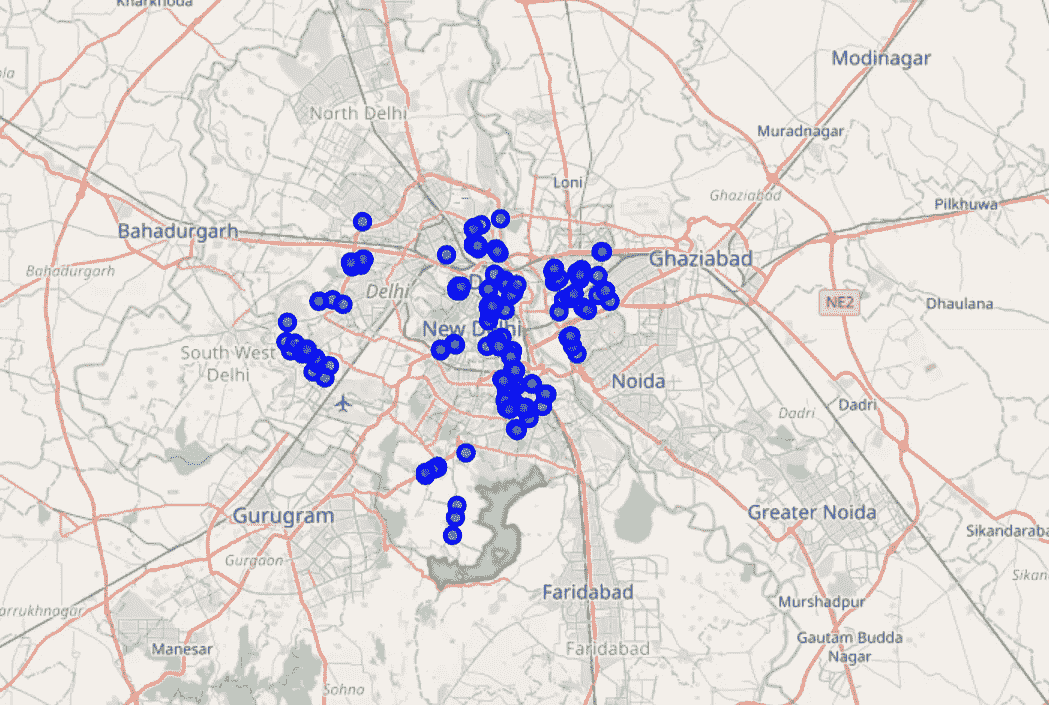 Kharkhoda
Modinagar
North Delhi
Muradnagar
Loni
Ghaziabad
Pilkhuwa
Bahadurgarh
Ghaziabad
Bahadurgarh
Delhi
NE2
Dhaulana
New Delhi
South West
Delhi
Noida
Dadri
Dadri
Gurugram
Greater Noida
Sikandaraba
Gurgaon
Sikan
Faridabad
Murshadpur
arrukhnagar
Gautam Budda
Nagar
Manesar
Faridabad
Sohna